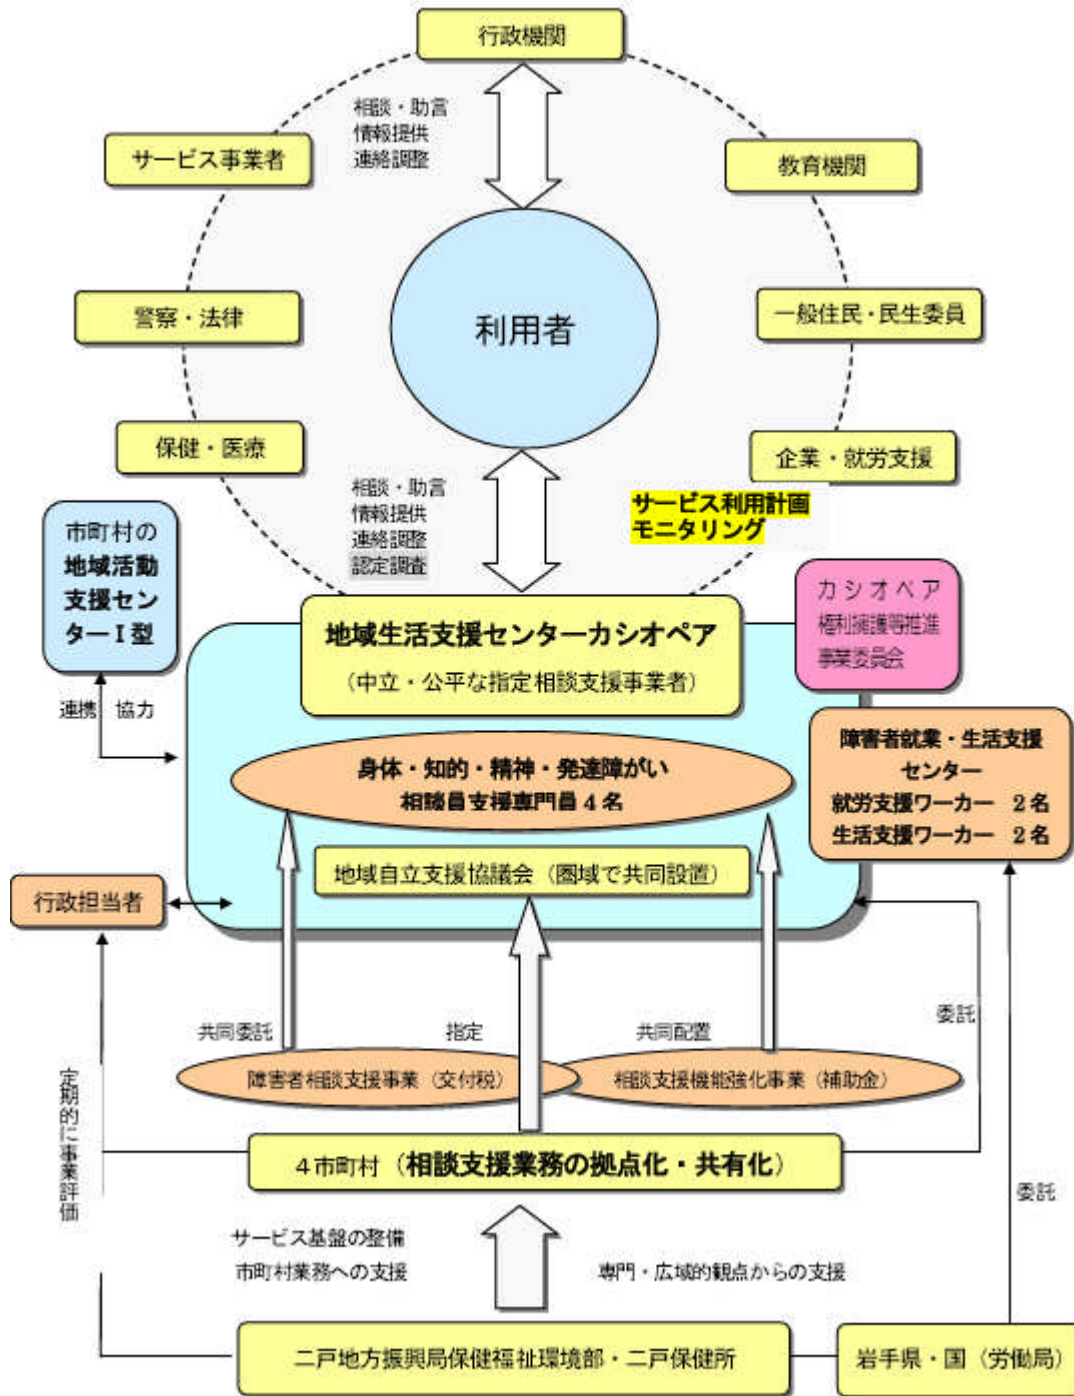 行政機関
相談・助言
情報提供
連絡調整
サービス事業者
教育機関
警察・法律
利用者
一般住民・民生委員
保健・医療
企業・就労支援
相談・助言
情報提供
連絡調整
認定調査
サービス利用計画
モニタリング
市町村の
地域活動
支援セン
ターⅠ型
カシオペア
権利擁護等推進
事業委員会
地域生活支援センターカシオペア
（中立・公平な指定相談支援事業者）
連携 協力
障害者就業・生活支援
センター
就労支援ワーカー 2名
生活支援ワーカー 2名
身体・知的・精神・発達障がい
相談員支援専門員4名
地域自立支援協議会（圏域で共同設置）
行政担当者
共同委託
指定
共同配置
委託
障害者相談支援事業（交付税）
相談支援機能強化事業（補助金）
定期的に事業評価
4市町村（相談支援業務の拠点化・共有化）
委託
サービス基盤の整備
市町村業務への支援
専門・広域的観点からの支援
二戸地方振興局保健福祉環境部・二戸保健所
岩手県・国（労働局）